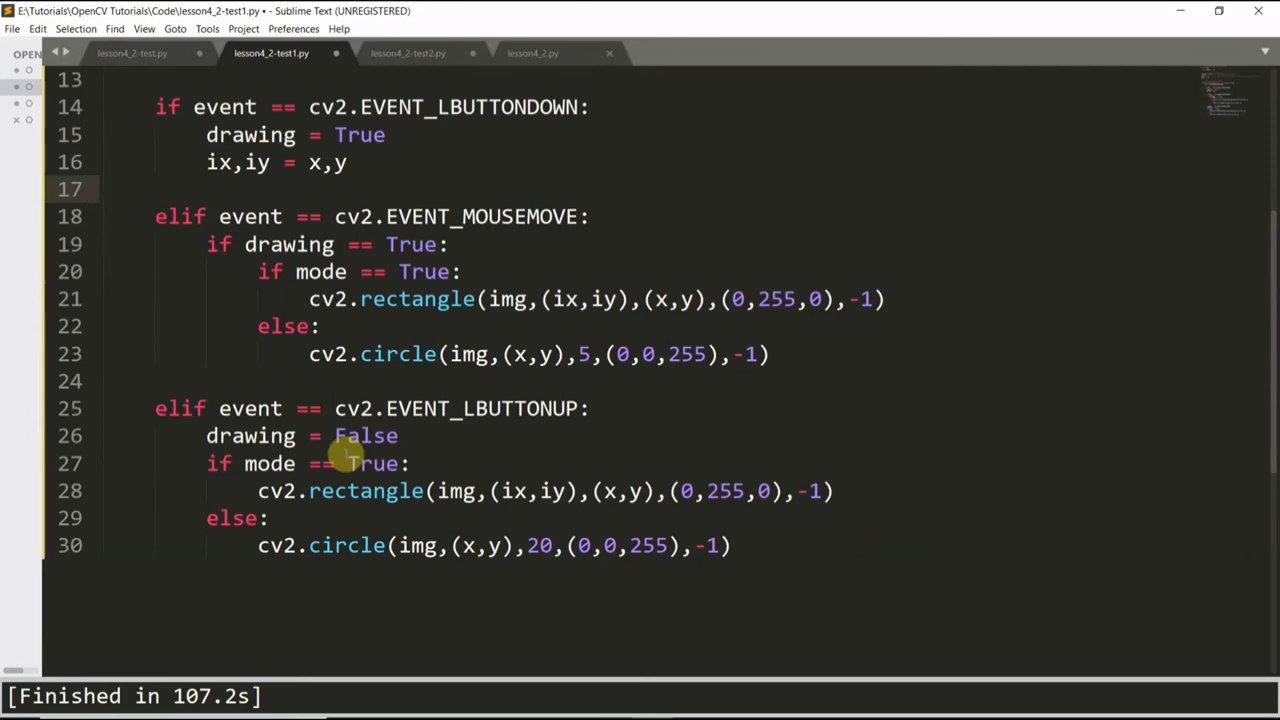 E:\Tutorials\OpenCV Tutorials\Code\lesson4_2-test1.py • - Sublime Text (UNREGISTERED)
File Edit Selection Find View Goto Tools Project Preferences Help
OPEN
lesson4_2-test.py lesson4_2-test1.py lesson4_2-test2.py lesson4_2.py
13
14 if event == cv2.EVENT_LBUTTONDOWN:
15 drawing = True
16 ix,iy = x,y
17
18 elif event == cv2.EVENT_MOUSEMOVE:
19 if drawing == True:
20 if mode == True:
21 cv2.rectangle(img,(ix,iy),(x,y),(0,255,0),-1)
22 else:
23 cv2.circle(img,(x,y),5,(0,0,255),-1)
24
25 elif event == cv2.EVENT_LBUTTONUP:
26 drawing = False
27 if mode == True:
28 cv2.rectangle(img,(ix,iy),(x,y),(0,255,0),-1)
29 else:
30 cv2.circle(img,(x,y),20,(0,0,255),-1)
[Finished in 107.2s]